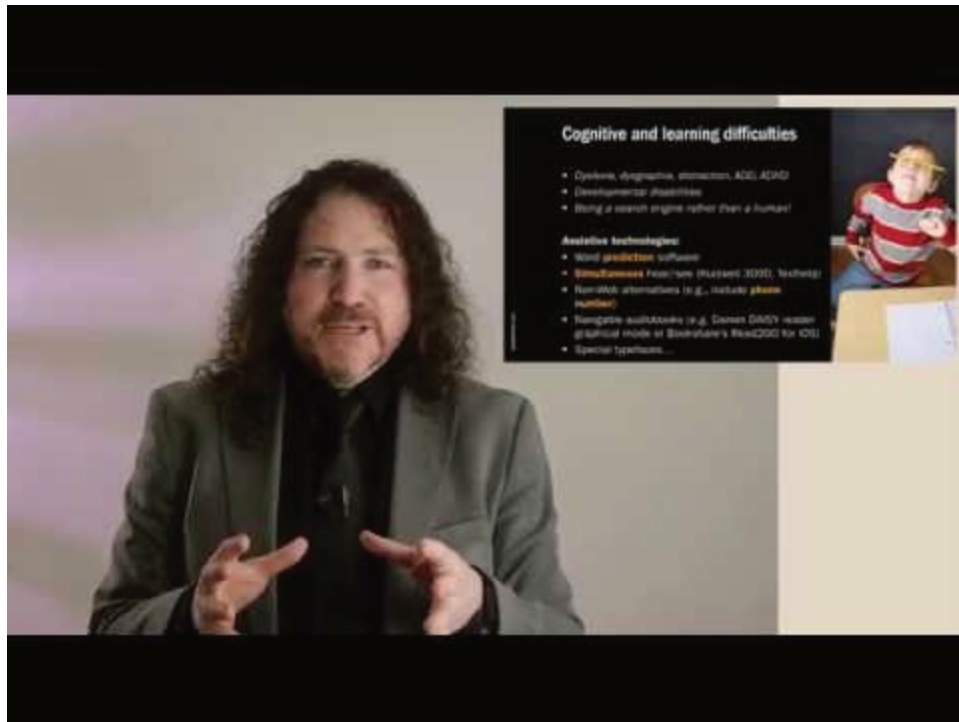 Cognitive and learning difficulties
Dyslexia, dysgraphia, distraction, ADD, ADHD
Developmental disabilities
Being a search engine rather than a human!
Assistive technologies:
Word prediction software
Simultaneous hear/see (Kurzweil 3000, TextHelp)
Non-Web alternatives (e.g., include phone
number)
Navigable audiobooks (e.g. Dorsen DAISY reader
graphical mode or Bookshare's Read2GO for iOS)
Special typefaces...